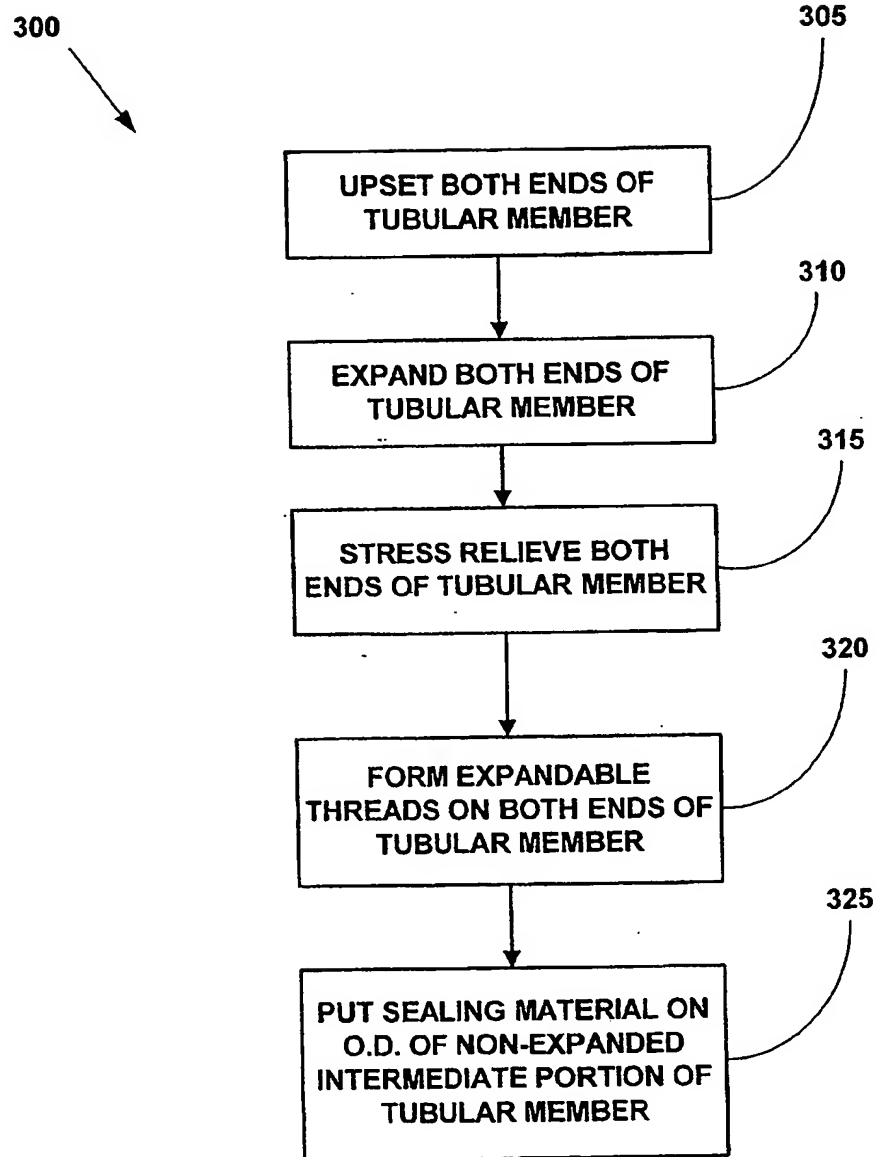 300
305
UPSET BOTH ENDS OF
TUBULAR MEMBER
310
EXPAND BOTH ENDS OF
TUBULAR MEMBER
315
STRESS RELIEVE BOTH
ENDS OF TUBULAR MEMBER
320
FORM EXPANDABLE
THREADS ON BOTH ENDS OF
TUBULAR MEMBER
325
PUT SEALING MATERIAL ON
O.D. OF NON-EXPANDED
INTERMEDIATE PORTION OF
TUBULAR MEMBER